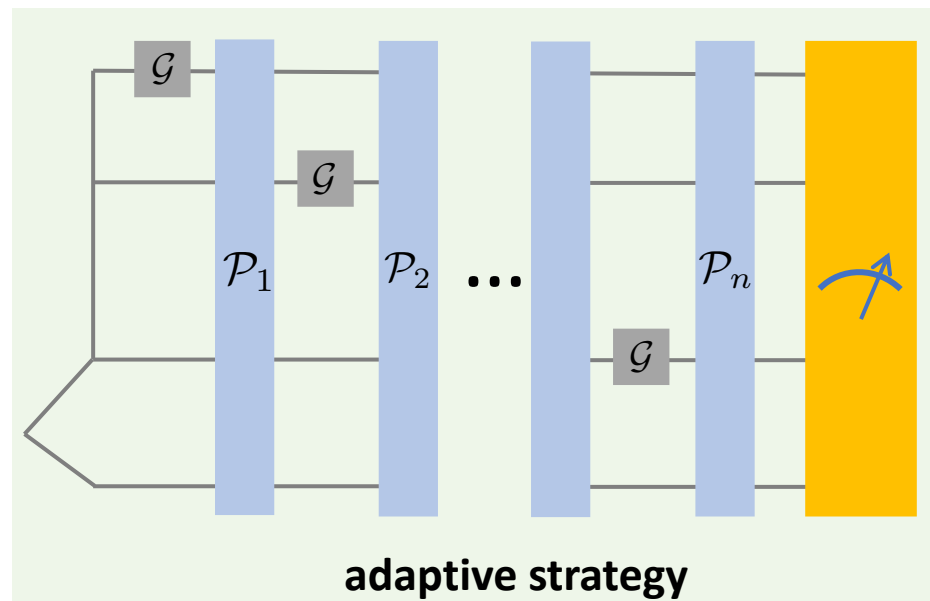 𝒢
𝒢
𝒫₁ 𝒫₂ ... 𝒫ₙ
𝒢
adaptive strategy